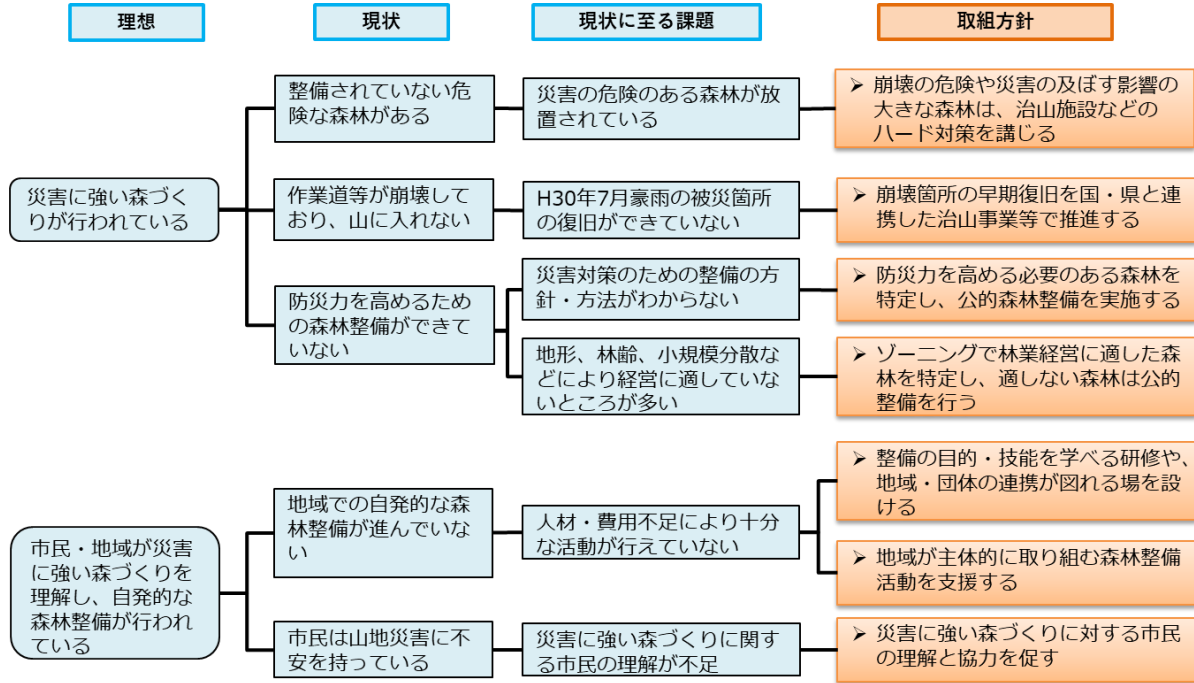 理想
現状
現状に至る課題
取組方針
災害に強い森づく
りが行われている
整備されていない危
険な森林がある
災害の危険のある森林が放
置されている
➢ 崩壊の危険や災害の及ぼす影響の
大きな森林は、治山施設などの
ハード対策を講じる
作業道等が崩壊して
おり、山に入れない
H30年7月豪雨の被災箇所
の復旧ができていない
➢ 崩壊箇所の早期復旧を国・県と連
携した治山事業等で推進する
防災力を高めるため
の森林整備ができて
いない
災害対策のための整備の方
針・方法がわからない
➢ 防災力を高める必要のある森林を
特定し、公的森林整備を実施する
地形、林齢、小規模分散な
どにより経営に適していな
いところが多い
➢ ゾーニングで林業経営に適した森
林を特定し、適しない森林は公的
整備を行う
市民・地域が災害
に強い森づくりを
理解し、自発的な
森林整備が行われ
ている
地域での自発的な森
林整備が進んでいな
い
人材・費用不足により十分
な活動が行えていない
➢ 整備の目的・技能を学べる研修や、
地域・団体の連携が図れる場を設
ける
➢ 地域が主体的に取り組む森林整備
活動を支援する
市民は山地災害に不
安を持っている
災害に強い森づくりに関す
る市民の理解が不足
➢ 災害に強い森づくりに対する市民
の理解と協力を促す